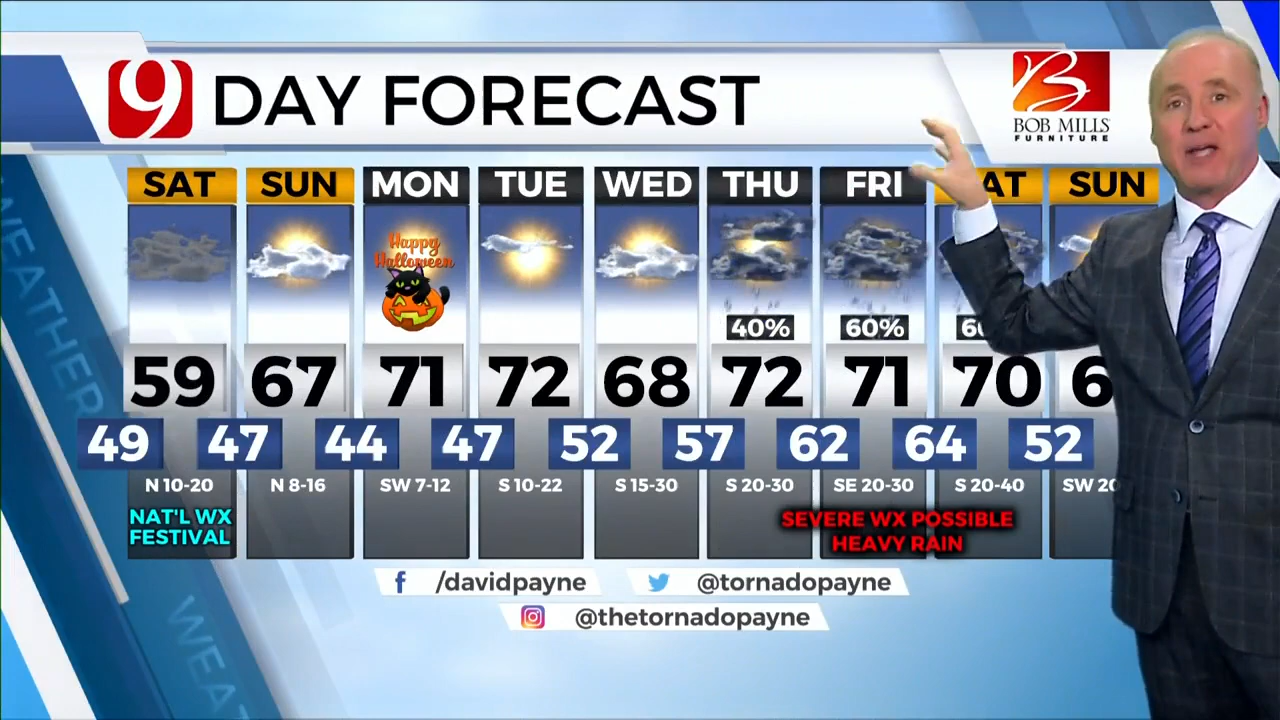 9 DAY FORECAST
B
BOB MILLS
FURNITURE
SAT SUN MON TUE WED THU FRI SUN
Happy
Halloween
40% 60%
59 67 71 72 68 72 71 70
49 47 44 47 52 57 62 64 52
N 10-20 N 8-16 SW 7-12 S 10-22 S 15-30 S 20-30 SE 20-30 S 20-40 SW 20
NAT'L WX
FESTIVAL
SEVERE WX POSSIBLE
HEAVY RAIN
f /davidpayne @tornadopayne
@thetornadopayne
WEATHER